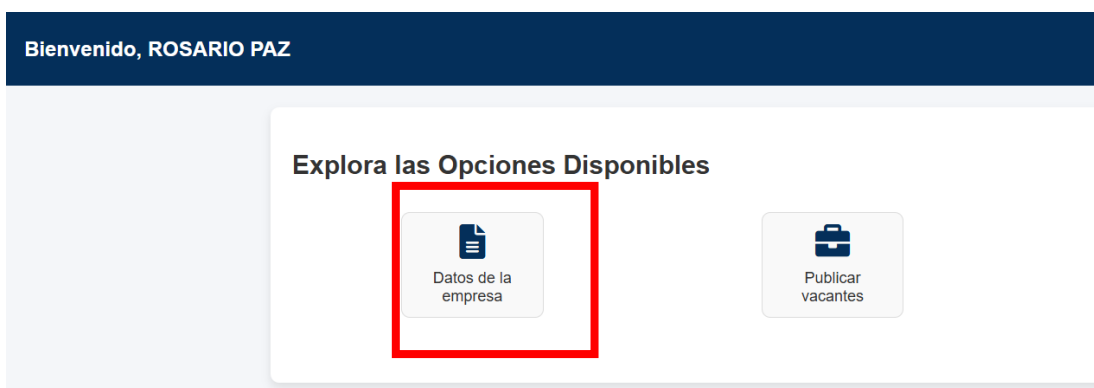 Bienvenido, ROSARIO PAZ
Explora las Opciones Disponibles
Datos de la
empresa
Publicar
vacantes